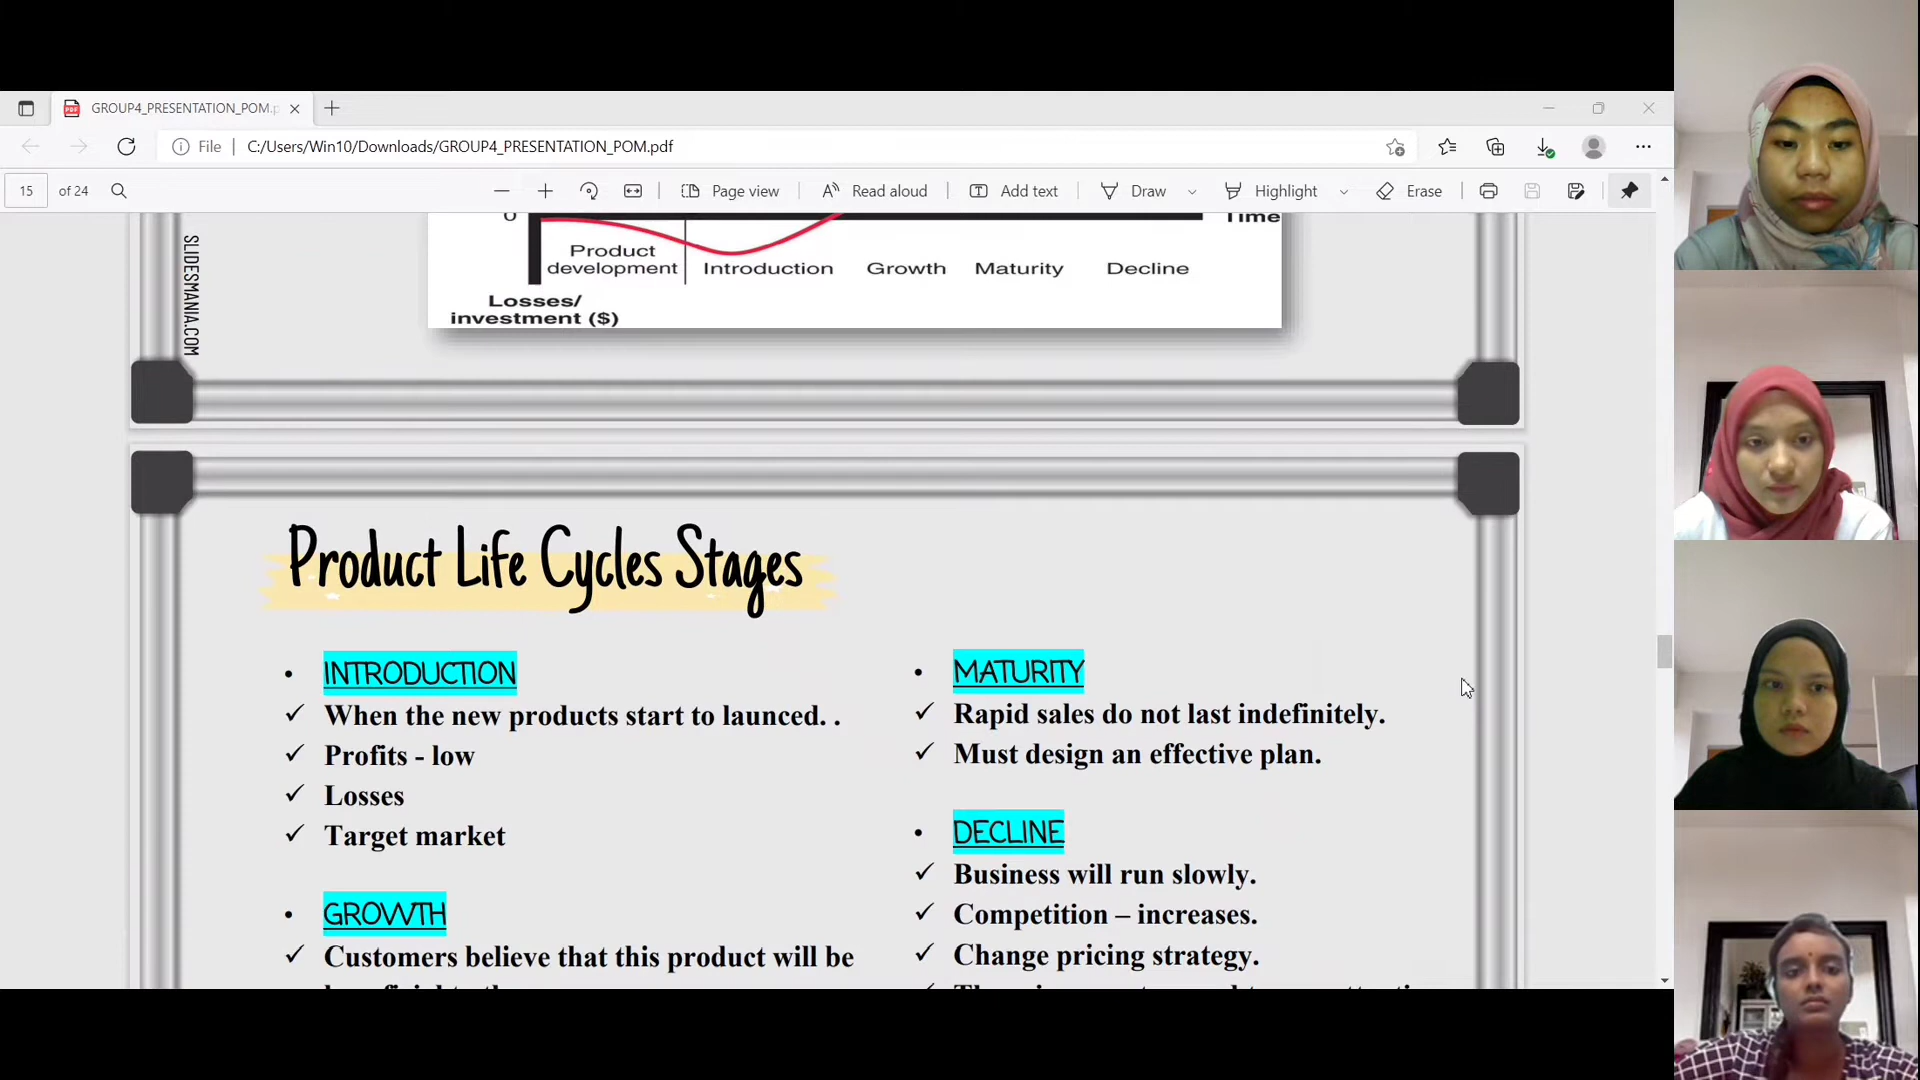 GROUP4_PRESENTATION_POM.p
File
C:/Users/Win10/Downloads/GROUP4_PRESENTATION_POM.pdf
15 of 24
Page view
Read aloud
Add text
Draw
Highlight
Erase
SLIDESMANIA.COM
0
Time
Product
development
Introduction
Growth
Maturity
Decline
Losses/
investment ($)
Product Life Cycles Stages
• INTRODUCTION
✓ When the new products start to launced. .
✓ Profits - low
✓ Losses
✓ Target market
• GROWTH
✓ Customers believe that this product will be
• MATURITY
✓ Rapid sales do not last indefinitely.
✓ Must design an effective plan.
• DECLINE
✓ Business will run slowly.
✓ Competition – increases.
✓ Change pricing strategy.